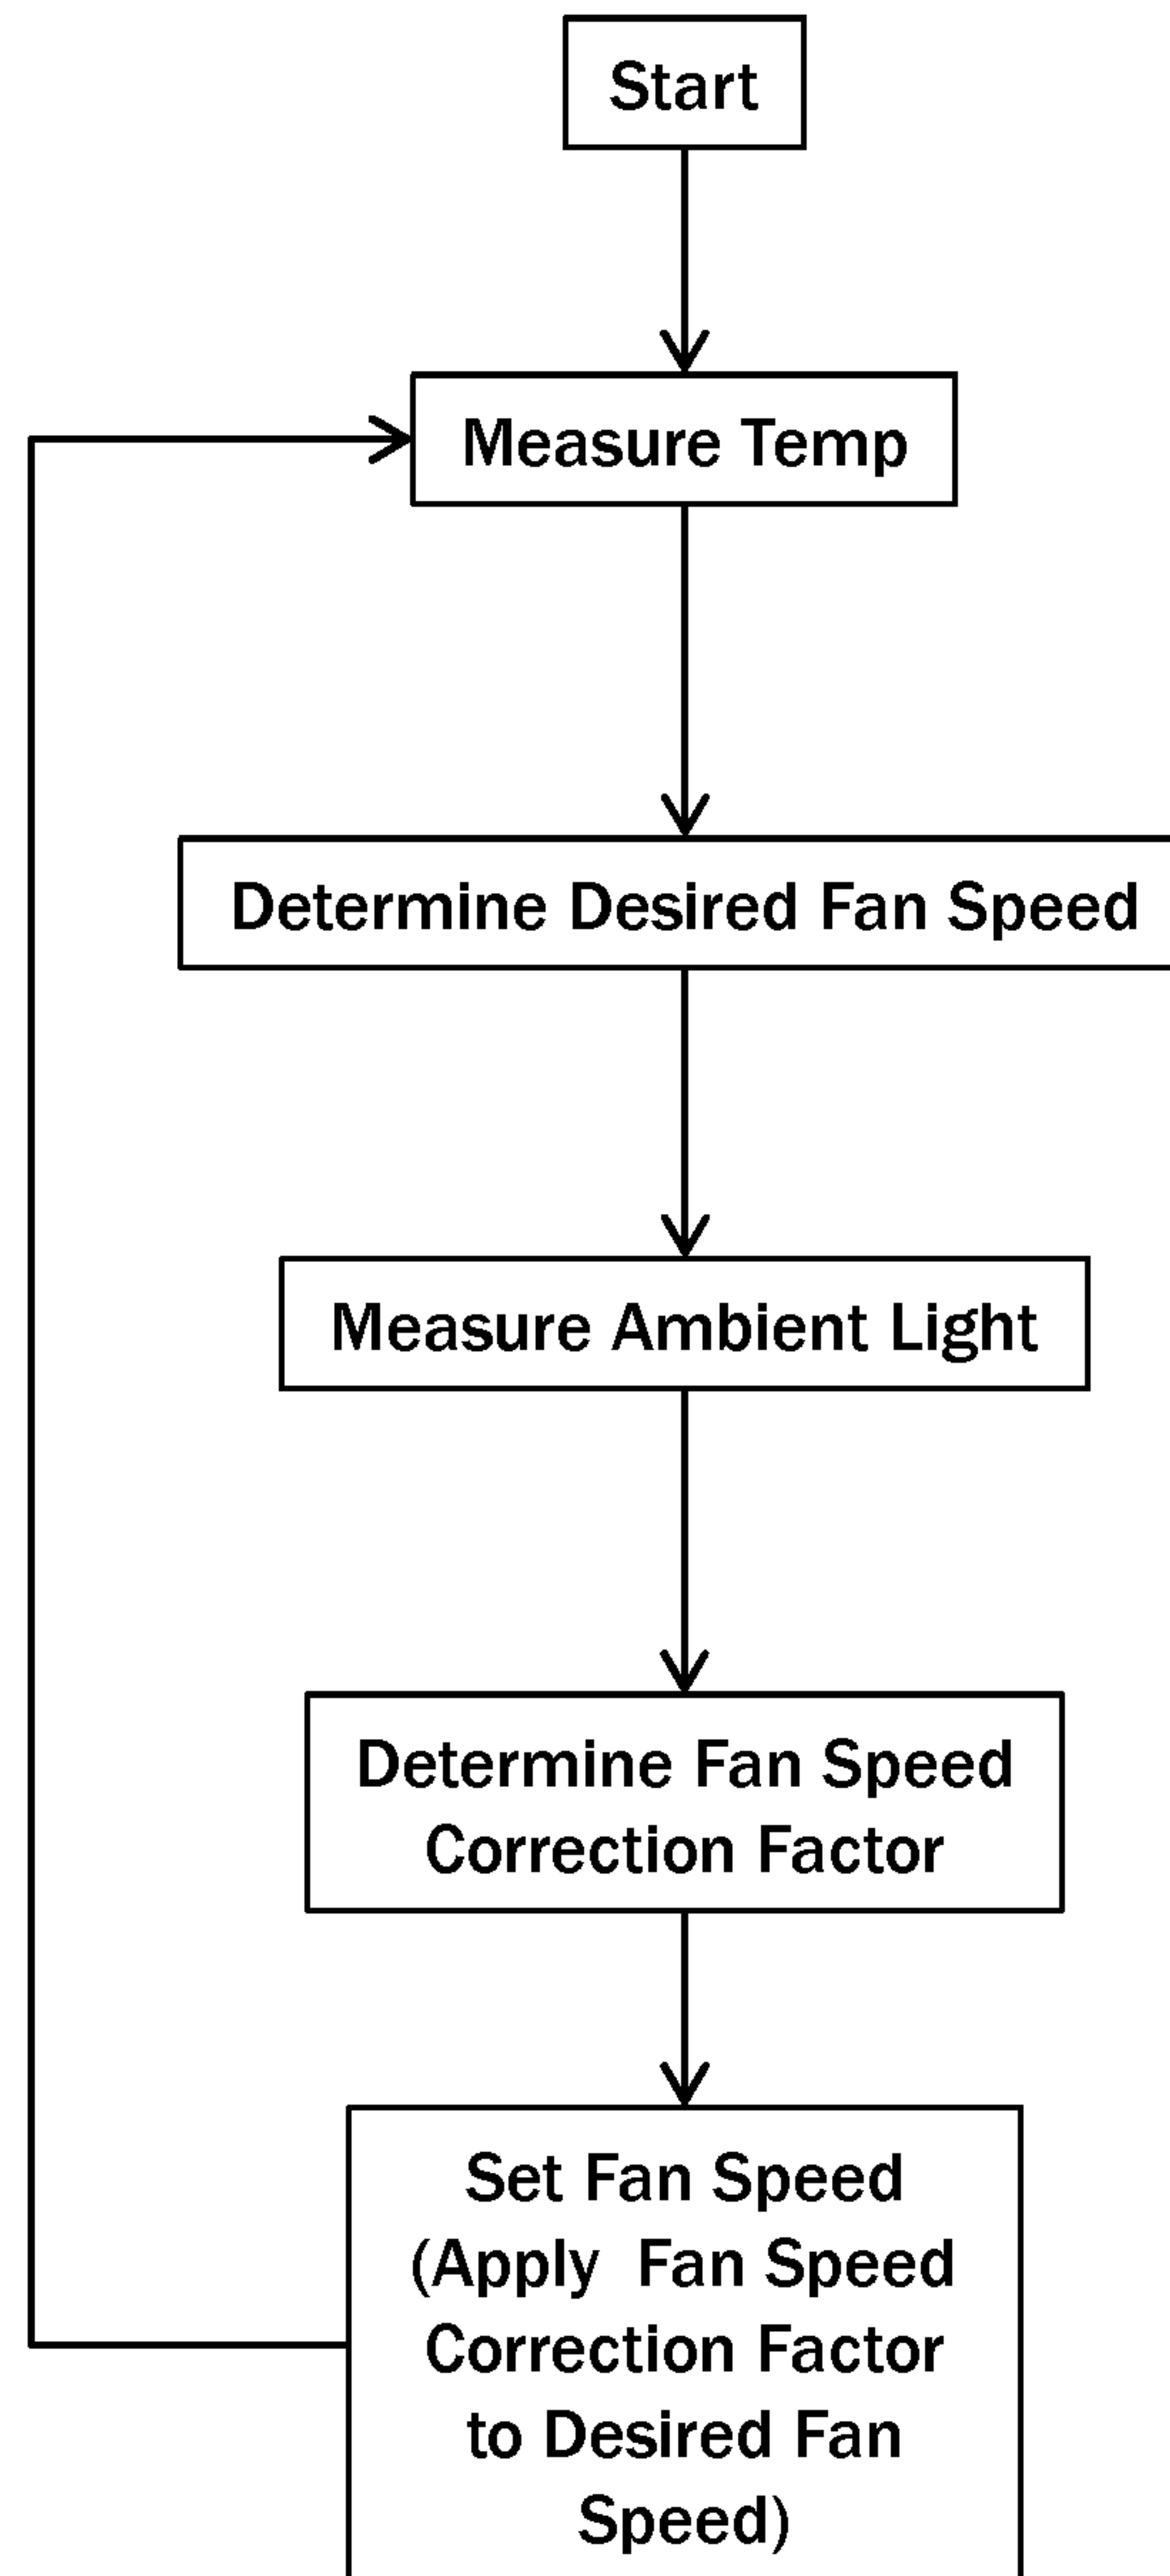 Start
Measure Temp
Determine Desired Fan Speed
Measure Ambient Light
Determine Fan Speed
Correction Factor
Set Fan Speed
(Apply  Fan Speed
Correction Factor
to Desired Fan
Speed)